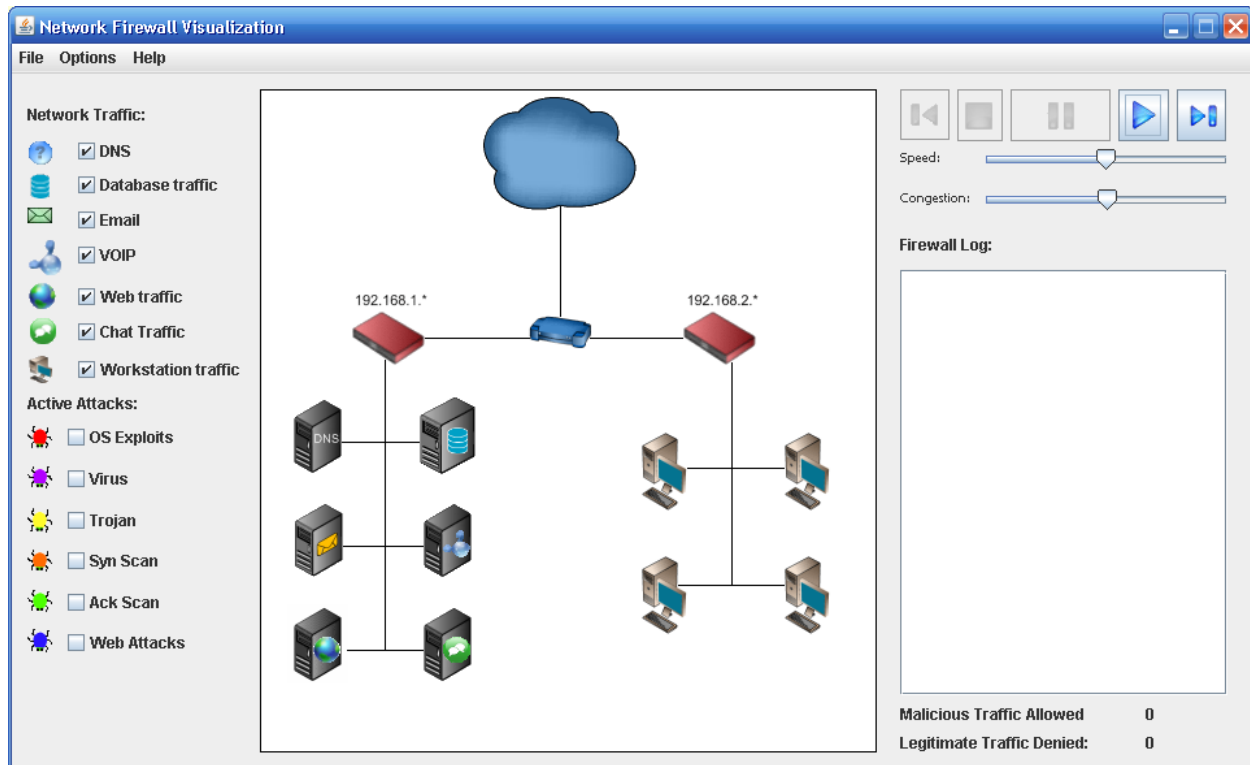 Network Firewall Visualization
File Options Help
Network Traffic:
DNS
Database traffic
Email
VOIP
Web traffic
Chat Traffic
Workstation traffic
Active Attacks:
OS Exploits
Virus
Trojan
Syn Scan
Ack Scan
Web Attacks
192.168.1.*
192.168.2.*
DNS
Speed:
Congestion:
Firewall Log:
Malicious Traffic Allowed 0
Legitimate Traffic Denied: 0